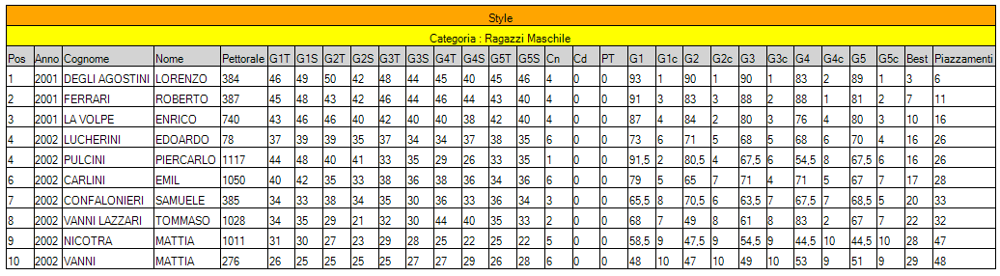 Style
Categoria : Ragazzi Maschile
Pos Anno Cognome Nome Pettorale G1T G1S G2T G2S G3T G3S G4T G4S G5T G5S Cn Cd PT G1 G1c G2 G2c G3 G3c G4 G4c G5 G5c Best Piazzamenti
1 2001 DEGLI AGOSTINI LORENZO 384 46 49 50 42 48 44 45 40 45 46 4 0 0 93 1 90 1 90 1 83 2 89 1 3 6
2 2001 FERRARI ROBERTO 387 45 48 43 42 46 44 46 44 43 40 4 0 0 91 3 83 3 88 2 88 1 81 2 7 11
3 2001 LA VOLPE ENRICO 740 43 46 46 40 42 40 40 38 42 40 4 0 0 87 4 84 2 80 3 76 4 80 3 10 16
4 2002 LUCHERINI EDOARDO 78 37 39 39 35 37 34 34 37 38 35 6 0 0 73 6 71 5 68 5 68 6 70 4 16 26
4 2002 PULCINI PIERCARLO 1117 44 48 40 41 33 35 29 26 33 35 1 0 0 91,5 2 80,5 4 67,5 6 54,5 8 67,5 6 16 26
6 2002 CARLINI EMIL 1050 40 42 35 33 38 36 38 36 34 36 6 0 0 79 5 65 7 71 4 71 5 67 7 17 28
7 2002 CONFALONIERI SAMUELE 385 34 33 38 34 35 30 36 33 36 34 3 0 0 65,5 8 70,5 6 63,5 7 67,5 7 68,5 5 20 33
8 2002 VANNI LAZZARI TOMMASO 1028 34 35 29 21 32 30 44 40 35 33 2 0 0 68 7 49 8 61 8 83 2 67 7 22 32
9 2002 NICOTRA MATTIA 1011 31 30 27 23 29 28 25 22 25 22 5 0 0 58,5 9 47,5 9 54,5 9 44,5 10 44,5 10 28 47
10 2002 VANNI MATTIA 276 26 25 25 25 27 27 29 26 28 6 0 0 48 10 47 10 49 10 53 9 51 9 29 48